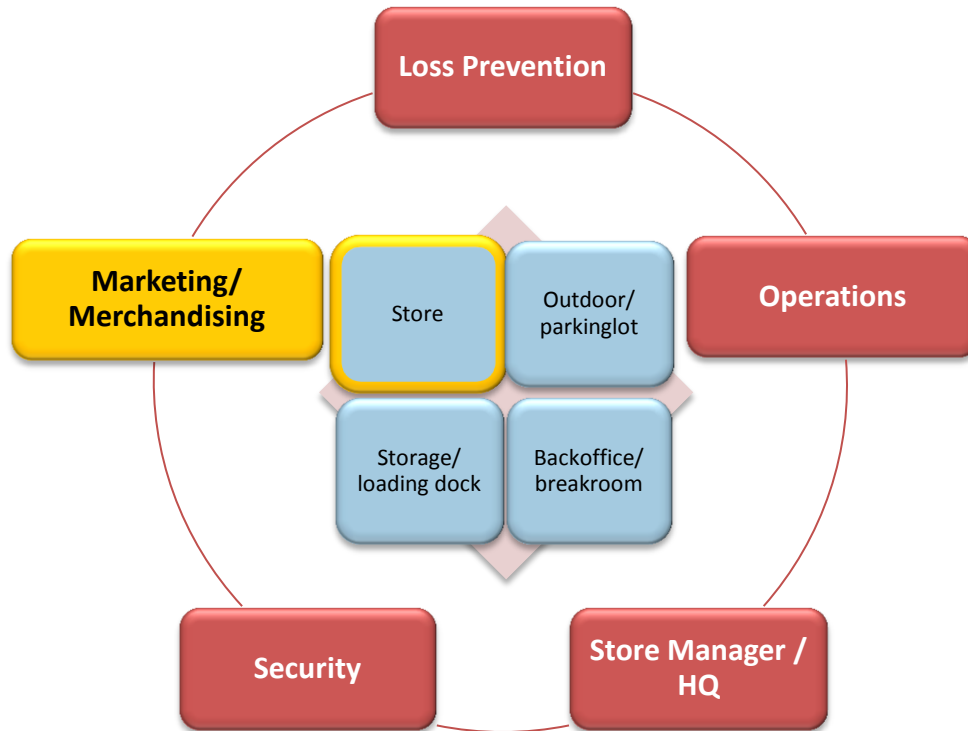 Loss Prevention
Marketing/
Merchandising
Store
Outdoor/
parkinglot
Operations
Storage/
loading dock
Backoffice/
breakroom
Security
Store Manager /
HQ